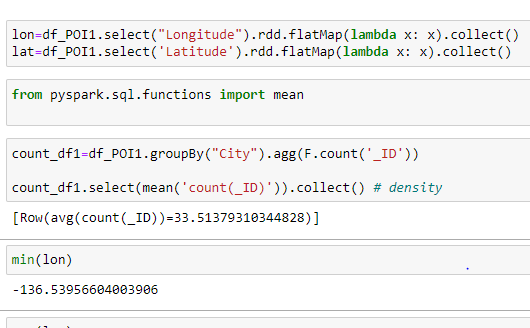 lon=df_POI1.select("Longitude").rdd.flatMap(lambda x: x).collect()
lat=df_POI1.select('Latitude').rdd.flatMap(lambda x: x).collect()
from pyspark.sql.functions import mean
count_df1=df_POI1.groupBy("City").agg(F.count('_ID'))
count_df1.select(mean('count(_ID)')).collect() # density
[Row(avg(count(_ID))=33.51379310344828)]
min(lon)
-136.53956604003906